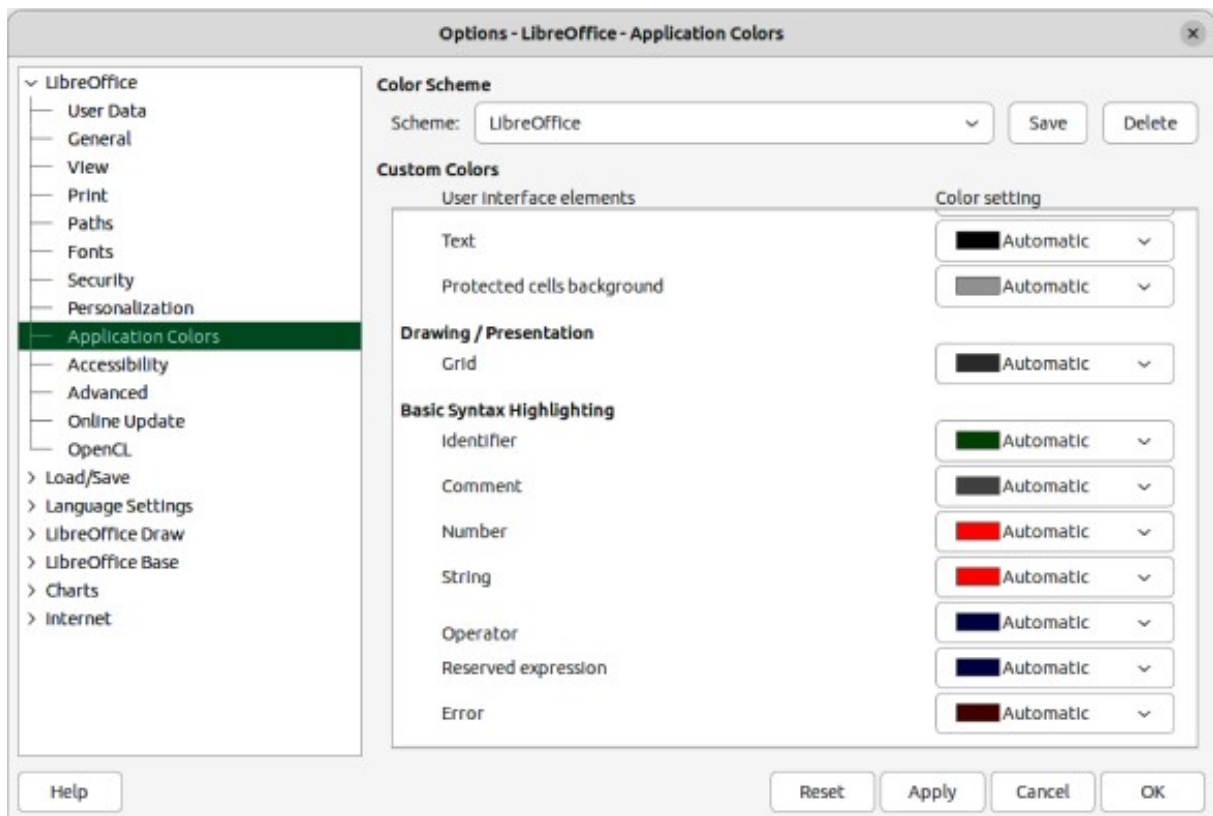 Options - LibreOffice - Application Colors
LibreOffice
User Data
General
View
Print
Paths
Fonts
Security
Personalization
Application Colors
Accessibility
Advanced
Online Update
OpenCL
Load/Save
Language Settings
LibreOffice Draw
LibreOffice Base
Charts
Internet
Color Scheme
Scheme: LibreOffice Save Delete
Custom Colors
User Interface elements Color setting
Text Automatic
Protected cells background Automatic
Drawing / Presentation
Grid Automatic
Basic Syntax Highlighting
Identifier Automatic
Comment Automatic
Number Automatic
String Automatic
Operator Automatic
Reserved expression Automatic
Error Automatic
Help Reset Apply Cancel OK